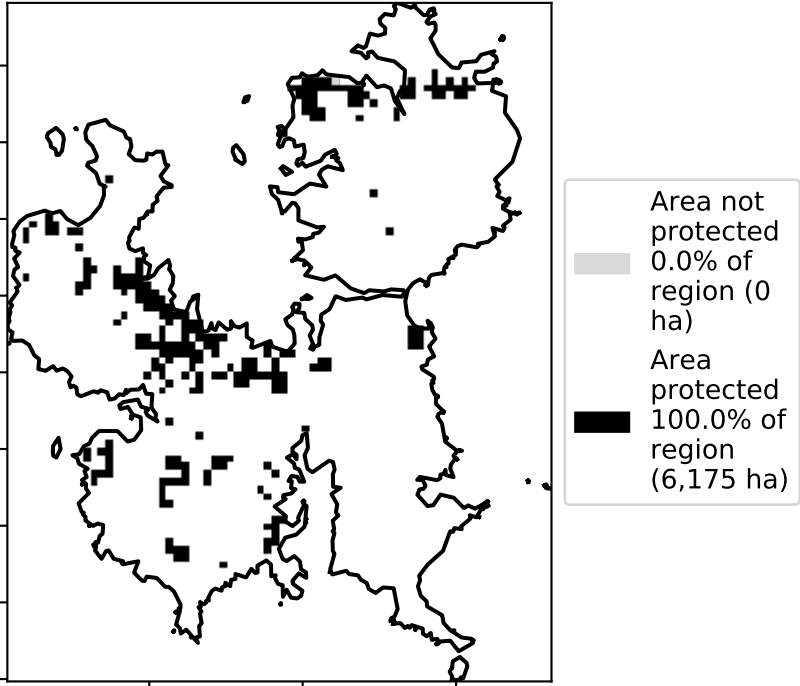 Area not
protected
0.0% of
region (0
ha)
Area
protected
100.0% of
region
(6,175 ha)